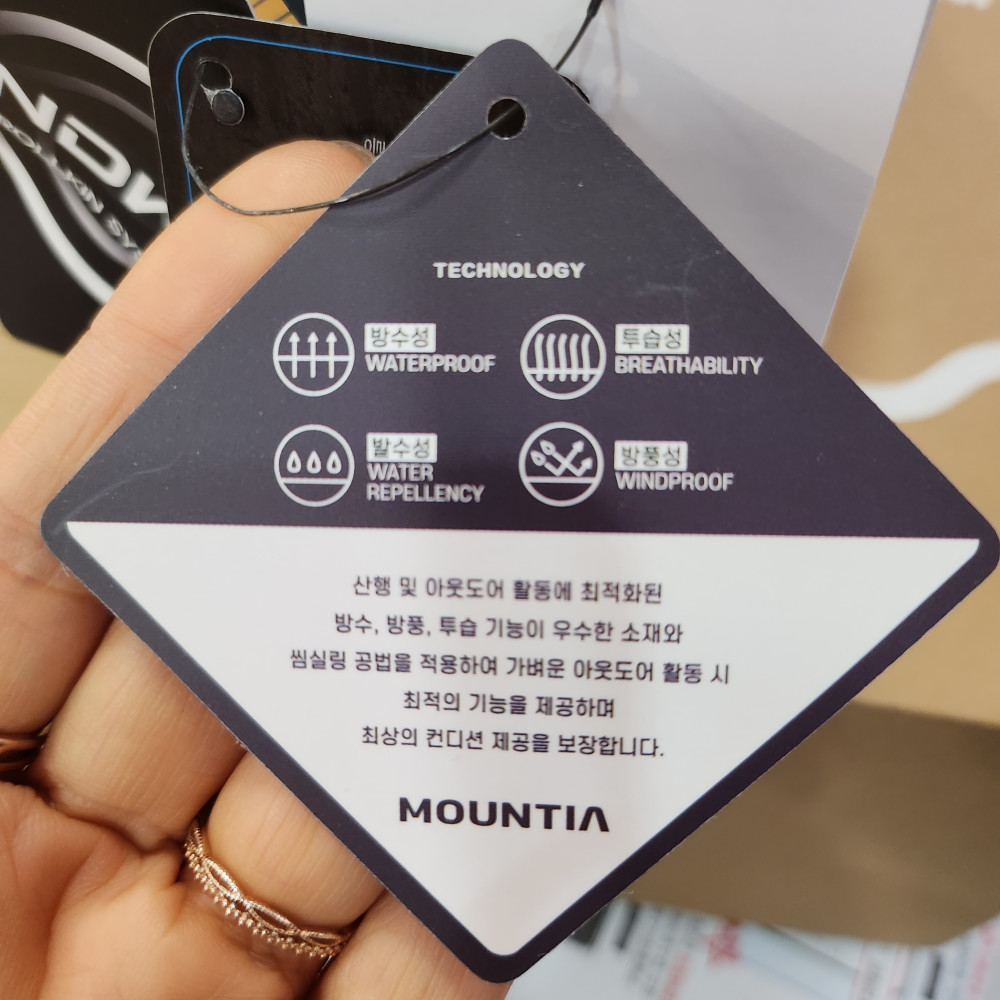 TECHNOLOGY
방수성
WATERPROOF
투습성
BREATHABILITY
발수성
WATER
REPELLENCY
방풍성
WINDPROOF
산행 및 아웃도어 활동에 최적화된
방수, 방풍, 투습 기능이 우수한 소재와
씸실링 공법을 적용하여 가벼운 아웃도어 활동 시
최적의 기능을 제공하며
최상의 컨디션 제공을 보장합니다.
MOUNTIA